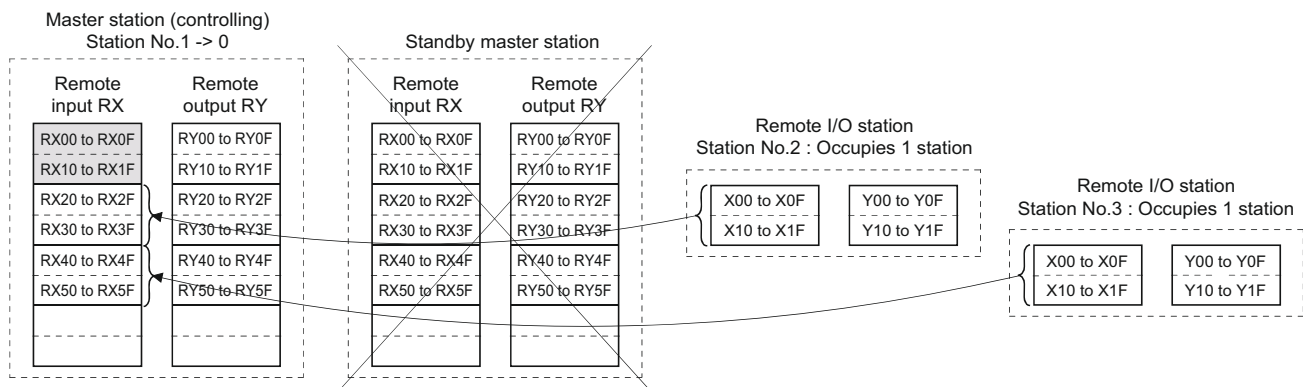 Master station (controlling)
Station No.1 -> 0
Remote
input RX
Remote
output RY
RX00 to RX0F
RX10 to RX1F
RX20 to RX2F
RX30 to RX3F
RX40 to RX4F
RX50 to RX5F
RY00 to RY0F
RY10 to RY1F
RY20 to RY2F
RY30 to RY3F
RY40 to RY4F
RY50 to RY5F
Standby master station
Remote
input RX
Remote
output RY
RX00 to RX0F
RX10 to RX1F
RX20 to RX2F
RX30 to RX3F
RX40 to RX4F
RX50 to RX5F
RY00 to RY0F
RY10 to RY1F
RY20 to RY2F
RY30 to RY3F
RY40 to RY4F
RY50 to RY5F
Remote I/O station
Station No.2 : Occupies 1 station
X00 to X0F
X10 to X1F
Y00 to Y0F
Y10 to Y1F
Remote I/O station
Station No.3 : Occupies 1 station
X00 to X0F
X10 to X1F
Y00 to Y0F
Y10 to Y1F